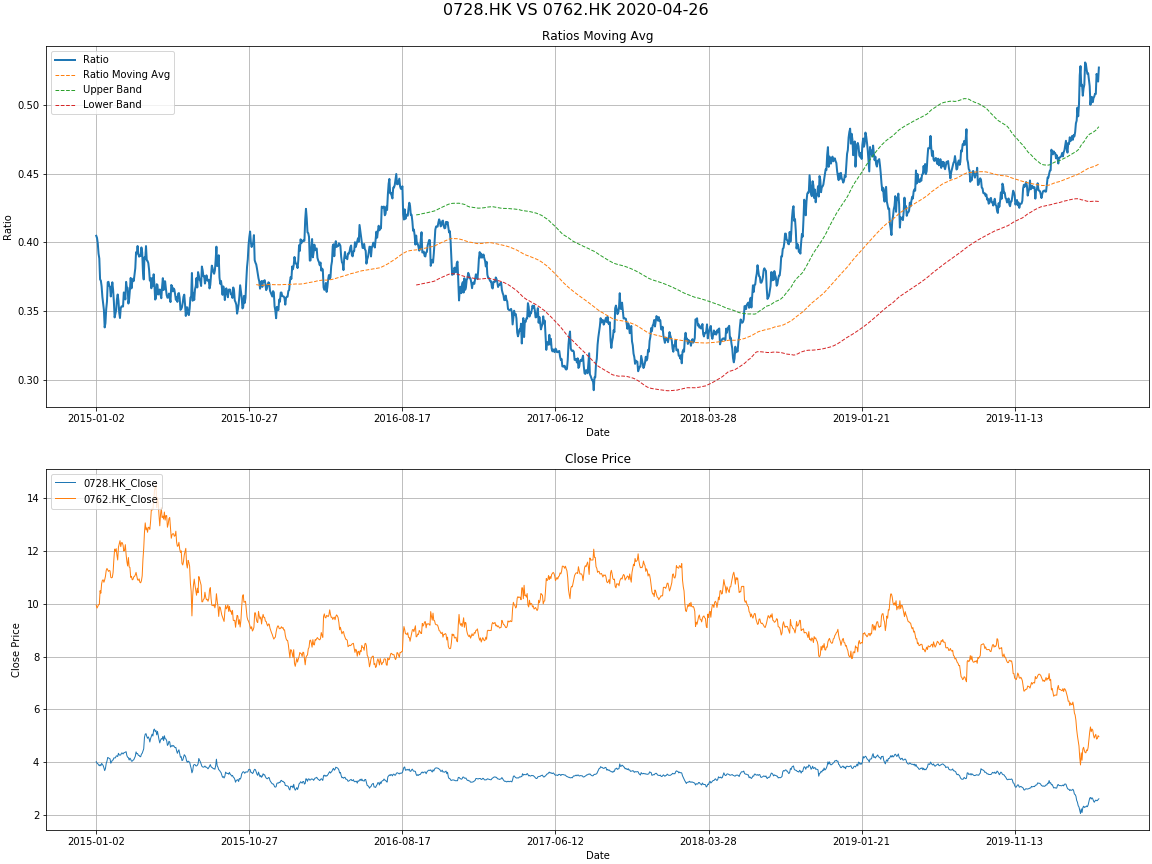 0728.HK VS 0762.HK 2020-04-26
Ratios Moving Avg
Ratio
Ratio Moving Avg
Upper Band
Lower Band
0.50
0.45
0.40
0.35
0.30
Ratio
2015-01-02 2015-10-27 2016-08-17 2017-06-12 2018-03-28 2019-01-21 2019-11-13
Date
Close Price
0728.HK_Close
0762.HK_Close
14
12
10
8
6
4
2
Close Price
2015-01-02 2015-10-27 2016-08-17 2017-06-12 2018-03-28 2019-01-21 2019-11-13
Date